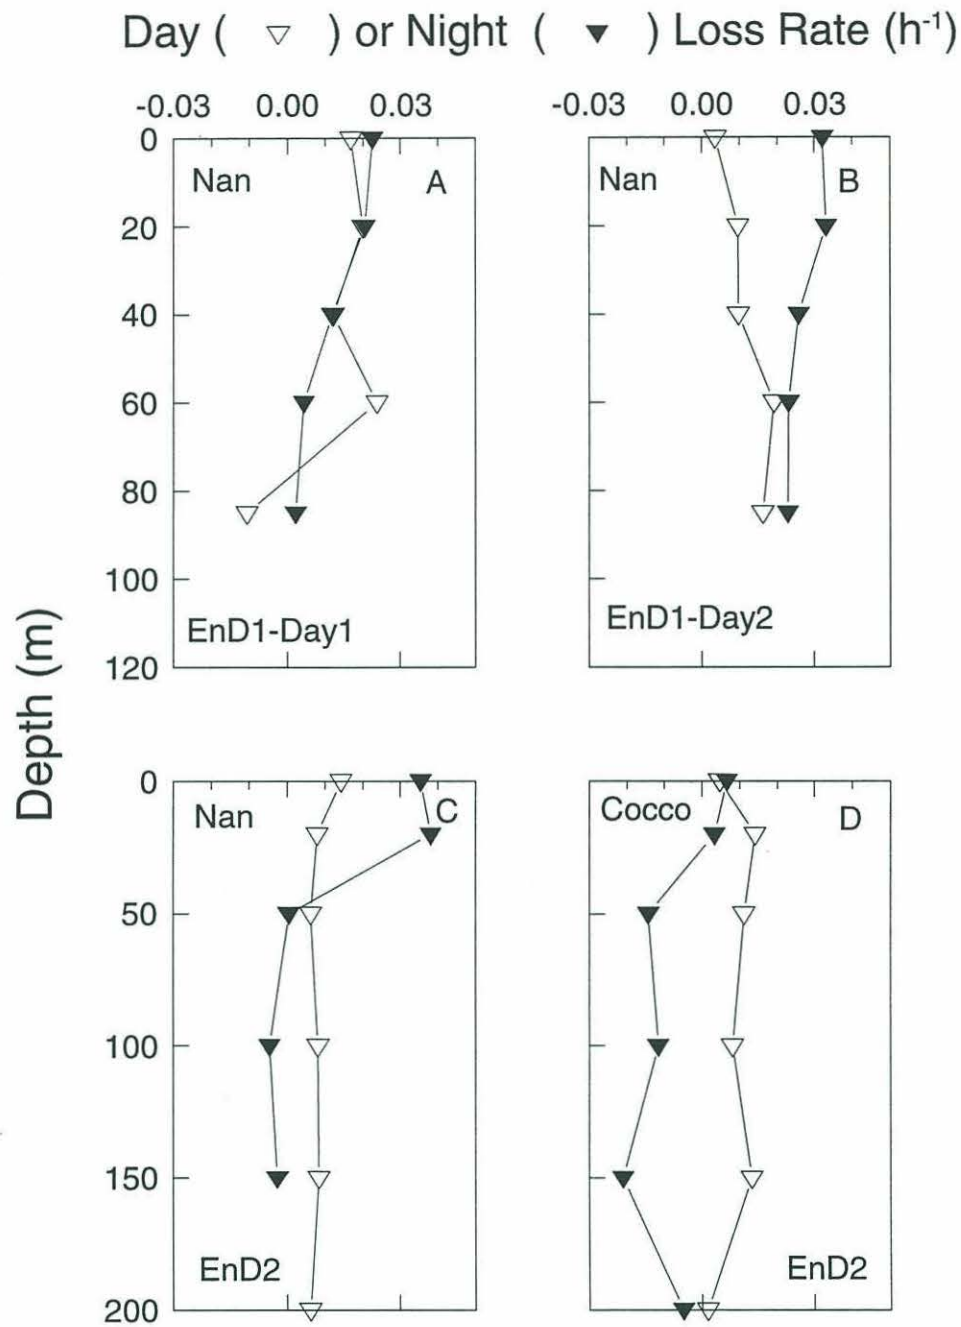 Day ( ▽ ) or Night ( ▼ ) Loss Rate (h⁻¹)
-0.03 0.00 0.03
-0.03 0.00 0.03
0
20
40
60
80
100
120
Nan A
EnD1-Day1
Nan B
EnD1-Day2
Depth (m)
0
50
100
150
200
Nan C
EnD2
Cocco D
EnD2